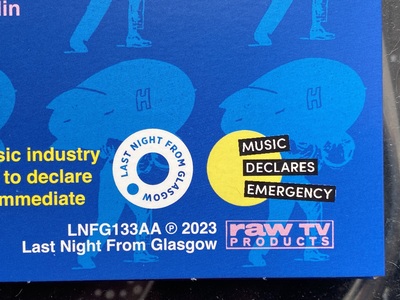 lin
H
H
sic industry
to declare
mmediate
LAST NIGHT FROM GLASGOW
MUSIC
DECLARES
EMERGENCY
LNFG133AA ℗ 2023
Last Night From Glasgow
raw TV
PRODUCTS